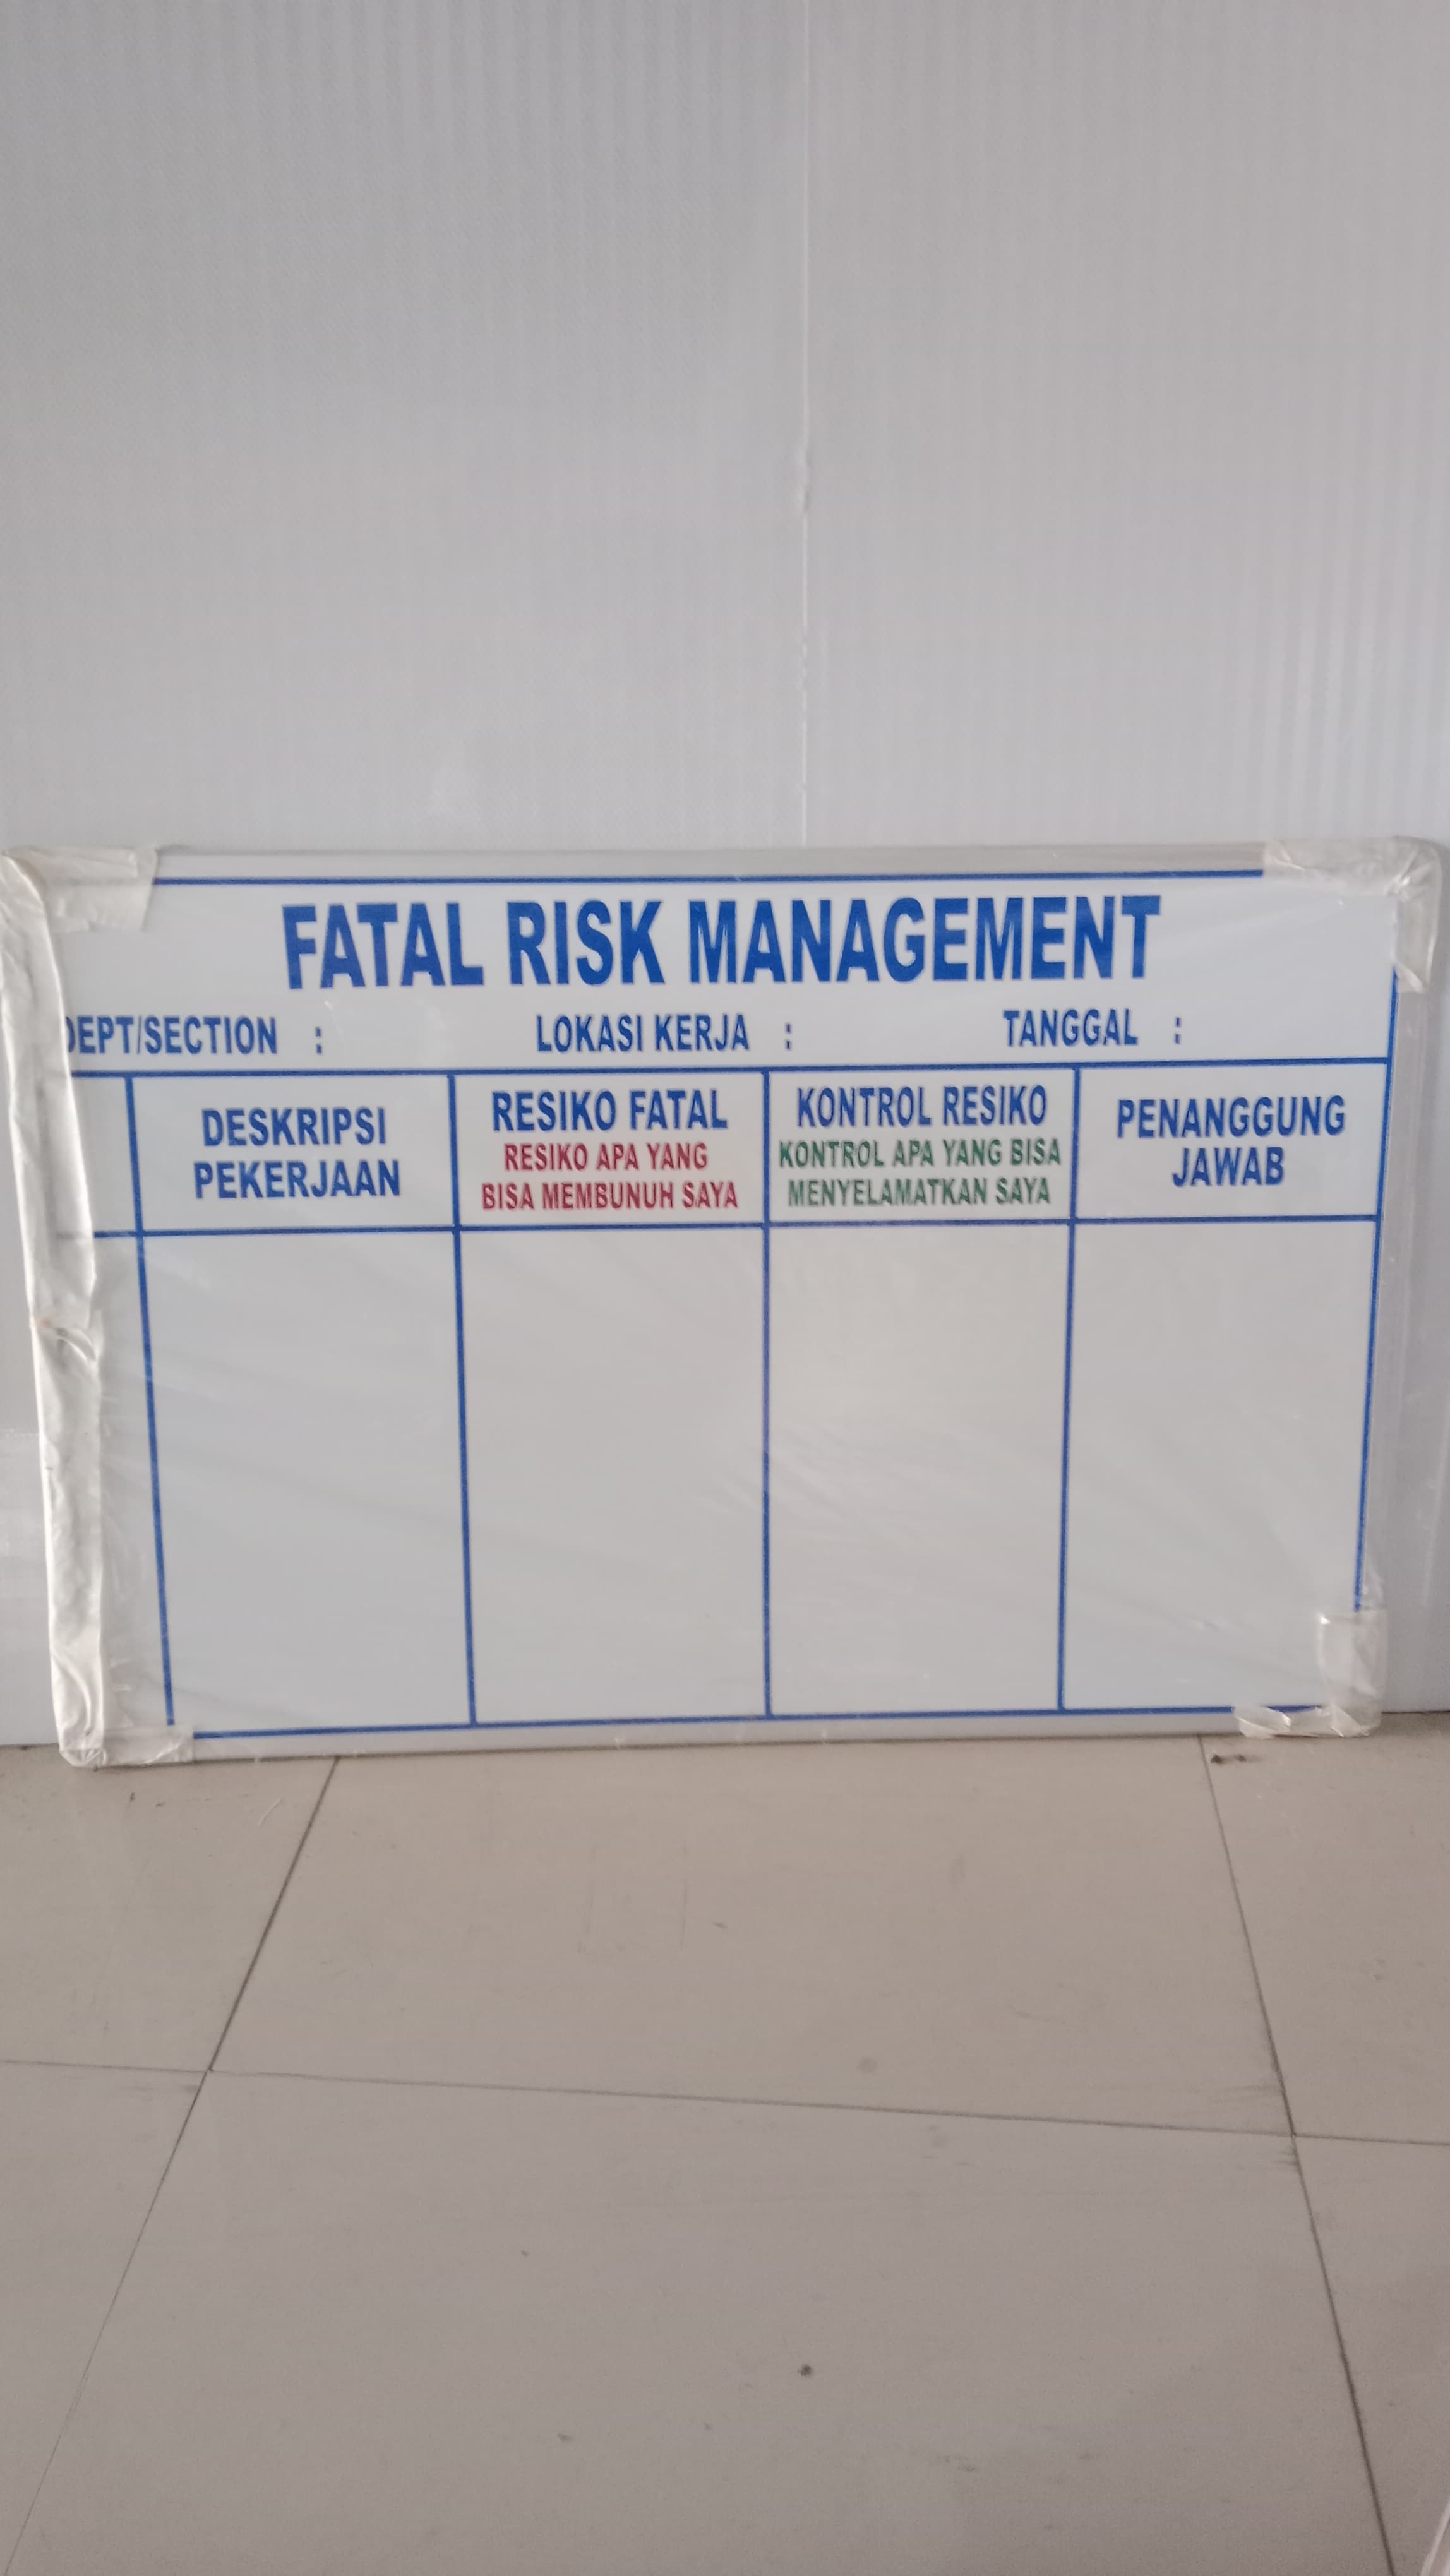 FATAL RISK MANAGEMENT
DEPT/SECTION : LOKASI KERJA : TANGGAL :
DESKRIPSI
PEKERJAAN
RESIKO FATAL
RESIKO APA YANG
BISA MEMBUNUH SAYA
KONTROL RESIKO
KONTROL APA YANG BISA
MENYELAMATKAN SAYA
PENANGGUNG
JAWAB